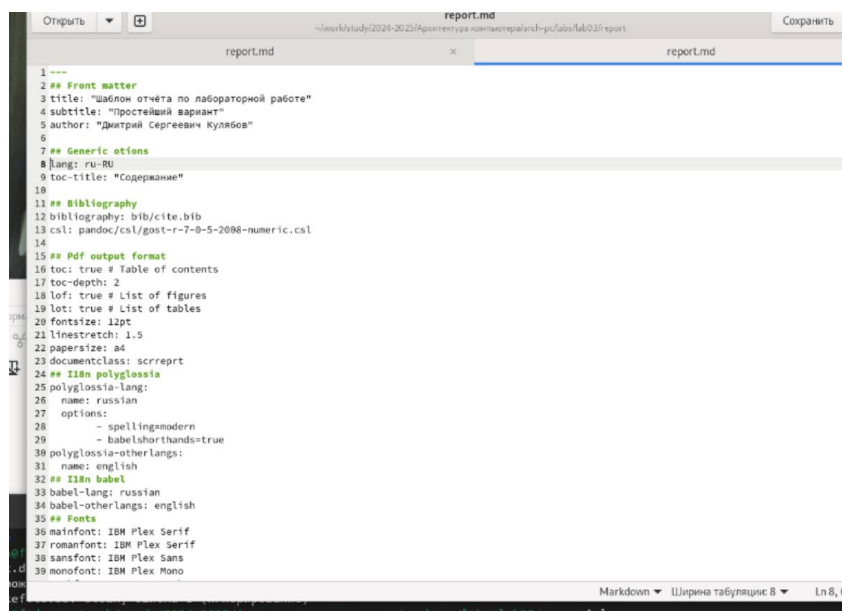 Открыть
report.md
~/work/study/2024-2025/Архитектура компьютера/arch-pc/labs/lab03/report
Сохранить
report.md
report.md
1 ---
2 ## Front matter
3 title: "Шаблон отчёта по лабораторной работе"
4 subtitle: "Простейший вариант"
5 author: "Дмитрий Сергеевич Кулябов"
6
7 ## Generic otions
8 lang: ru-RU
9 toc-title: "Содержание"
10
11 ## Bibliography
12 bibliography: bib/cite.bib
13 csl: pandoc/csl/gost-r-7-0-5-2008-numeric.csl
14
15 ## Pdf output format
16 toc: true # Table of contents
17 toc-depth: 2
18 lof: true # List of figures
19 lot: true # List of tables
20 fontsize: 12pt
21 linestretch: 1.5
22 papersize: a4
23 documentclass: scrreprt
24 ## I18n polyglossia
25 polyglossia-lang:
26 name: russian
27 options:
28 - spelling=modern
29 - babelshorthands=true
30 polyglossia-otherlangs:
31 name: english
32 ## I18n babel
33 babel-lang: russian
34 babel-otherlangs: english
35 ## Fonts
36 mainfont: IBM Plex Serif
37 romanfont: IBM Plex Serif
38 sansfont: IBM Plex Sans
39 monofont: IBM Plex Mono
Markdown Ширина табуляции: 8 Ln 8,